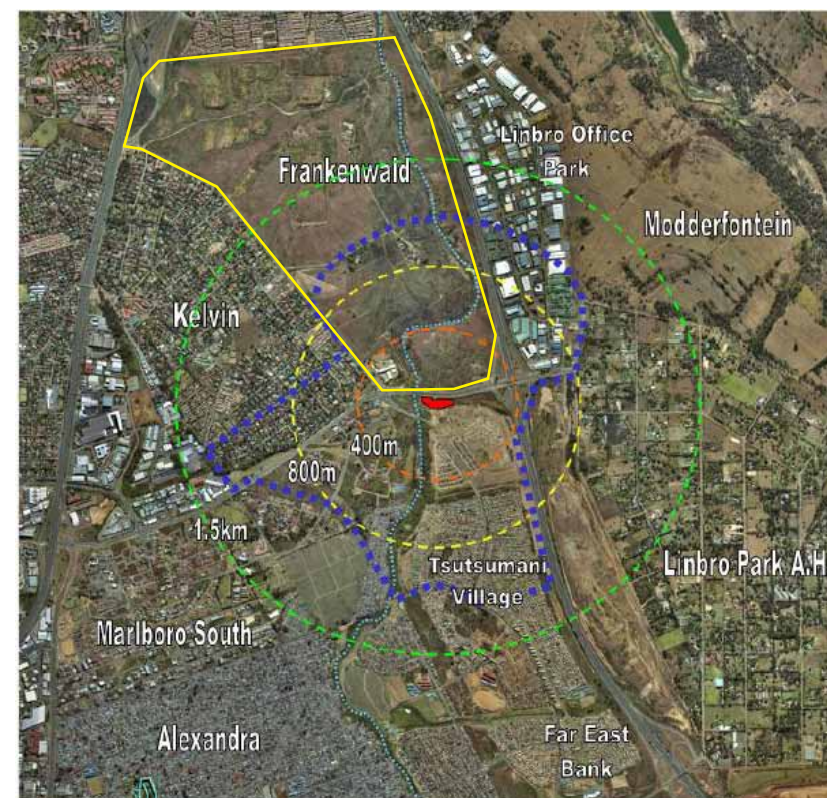 Linbro Office
Park
Frankenwald
Modderfontein
Kelvin
400m
800m
1.5km
Tsutsumani
Village
Linbro Park A.H
Marlboro South
Alexandra
Far East
Bank